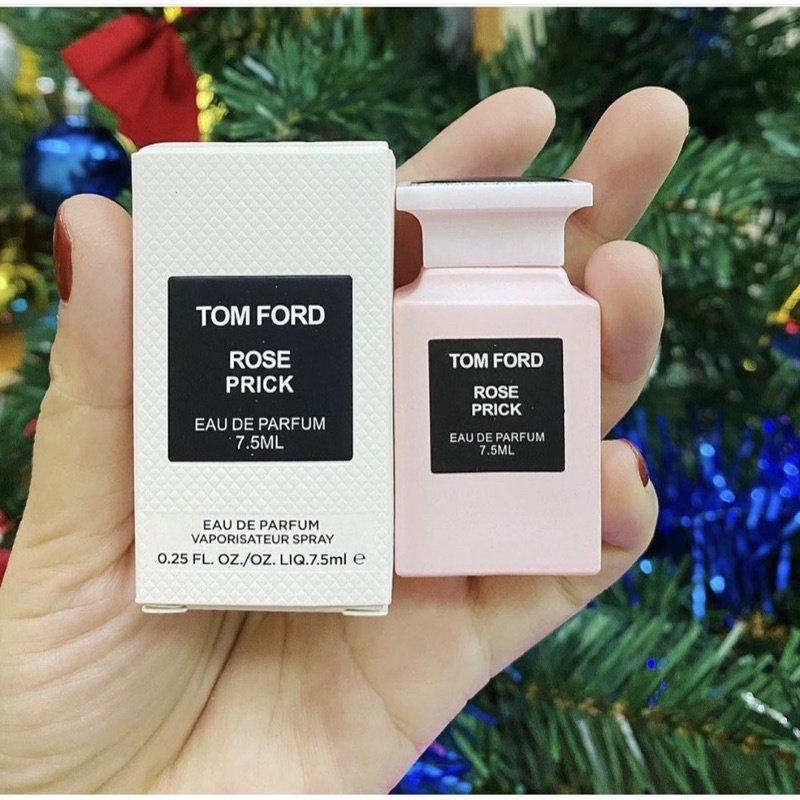 TOM FORD
ROSE
PRICK
EAU DE PARFUM
7.5ML
EAU DE PARFUM
VAPORISATEUR SPRAY
0.25 FL. OZ./OZ. LIQ.7.5ml ℮
TOM FORD
ROSE
PRICK
EAU DE PARFUM
7.5ML